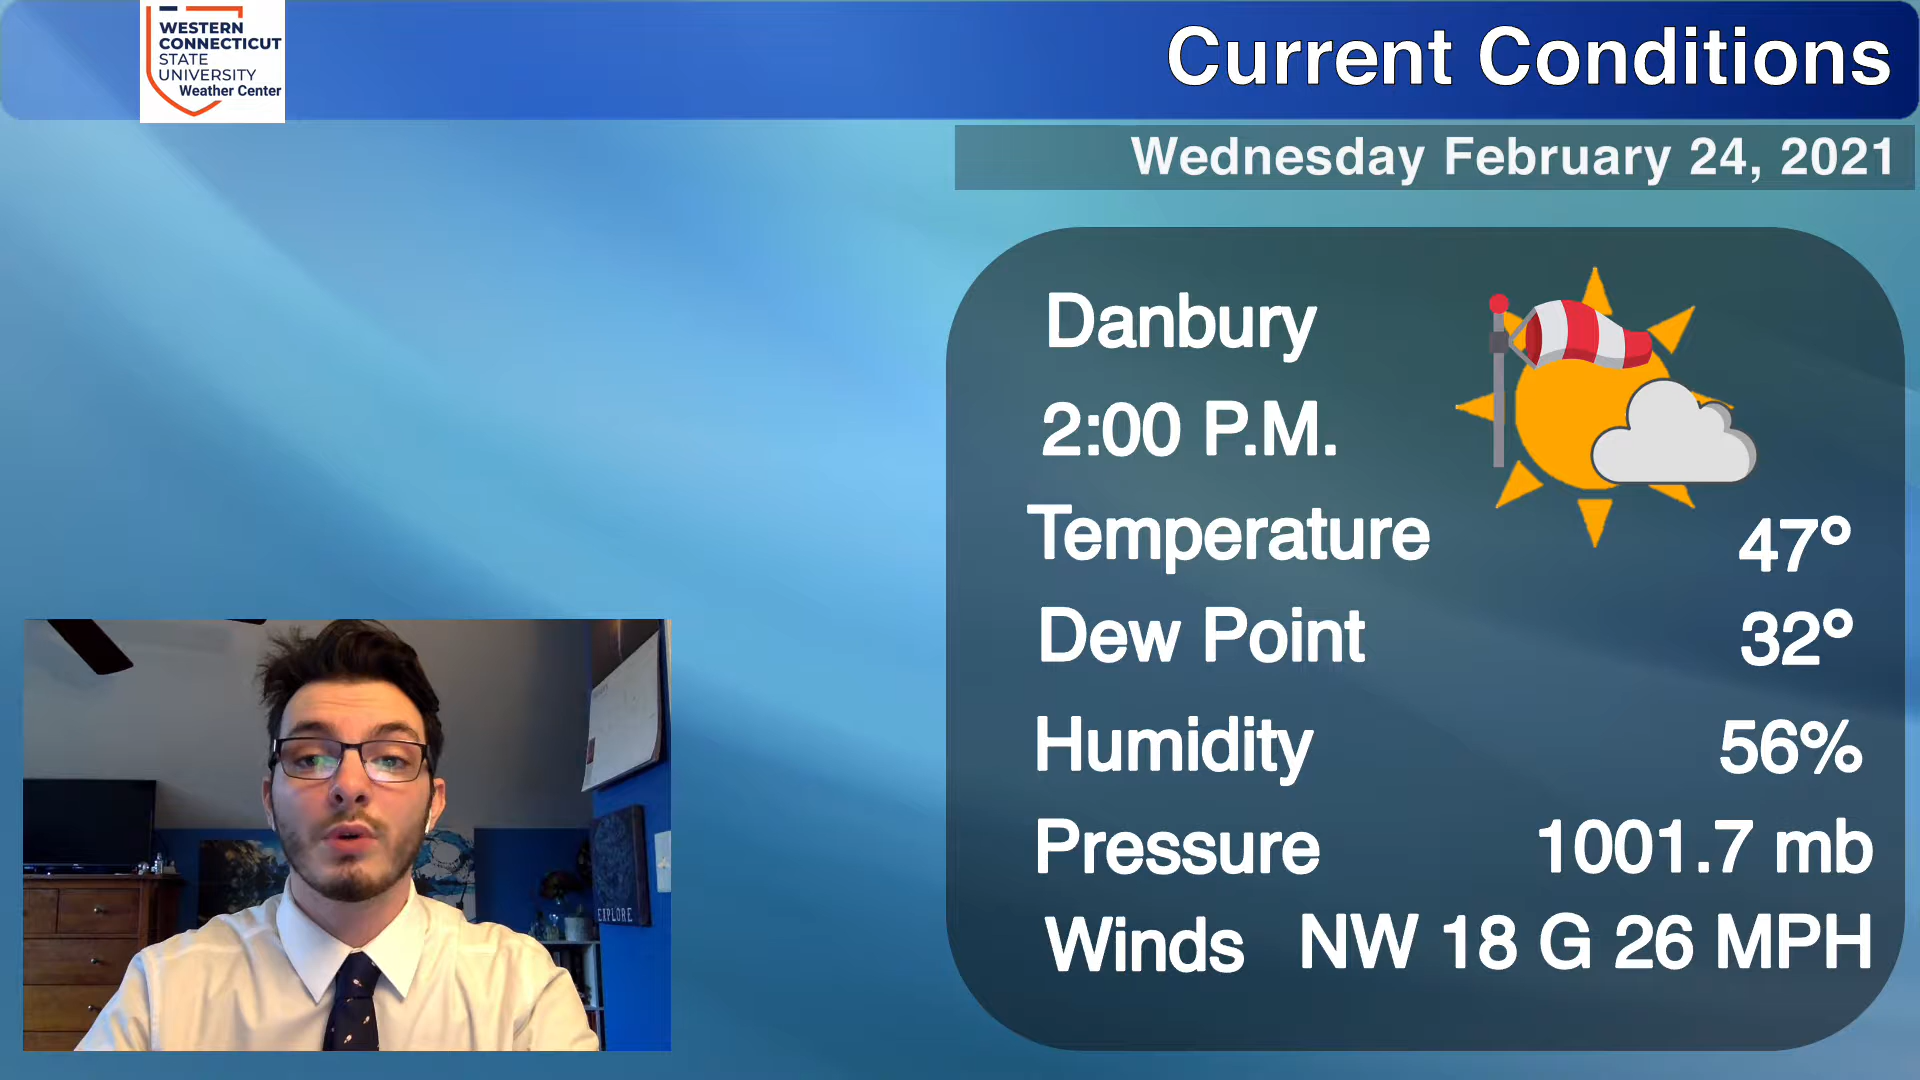 WESTERN
CONNECTICUT
STATE
UNIVERSITY
Weather Center
Current Conditions
Wednesday February 24, 2021
Danbury
2:00 P.M.
Temperature 47°
Dew Point 32°
Humidity 56%
Pressure 1001.7 mb
Winds NW 18 G 26 MPH
EXPLORE